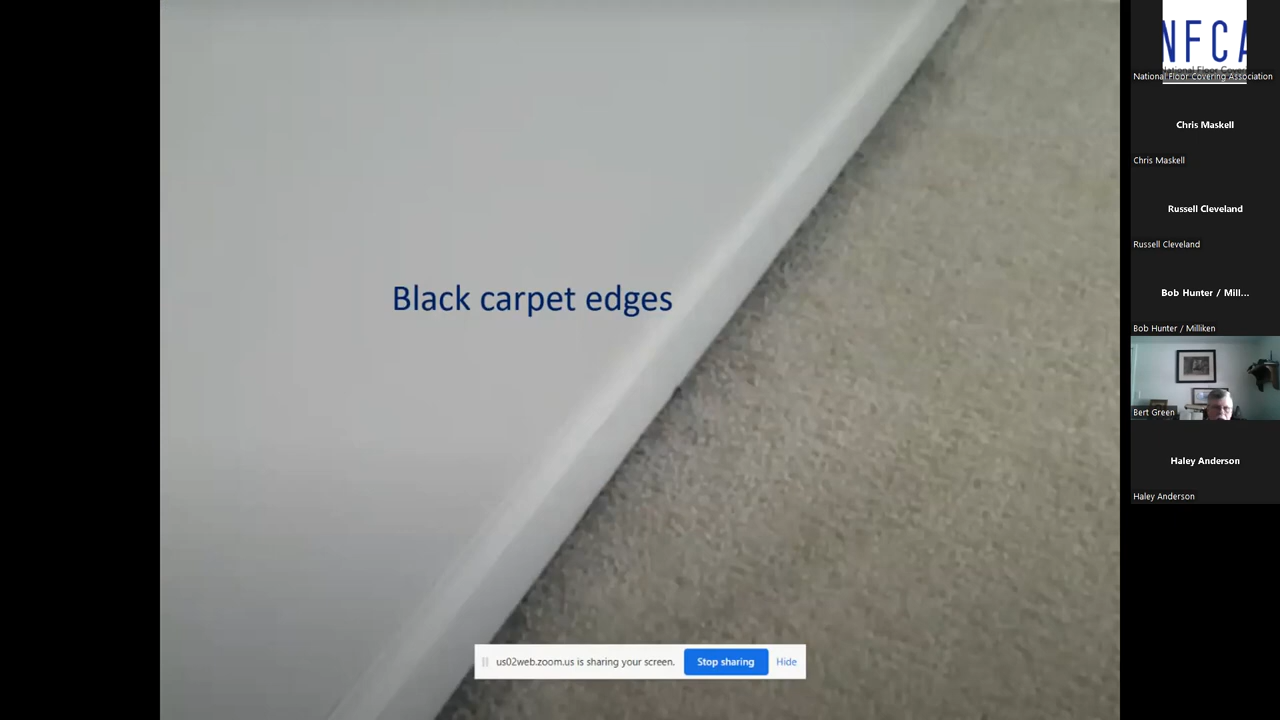 Black carpet edges
us02web.zoom.us is sharing your screen.
Stop sharing
Hide
NFCA
National Floor Covering Association
Chris Maskell
Chris Maskell
Russell Cleveland
Russell Cleveland
Bob Hunter / Mill...
Bob Hunter / Milliken
Bert Green
Haley Anderson
Haley Anderson